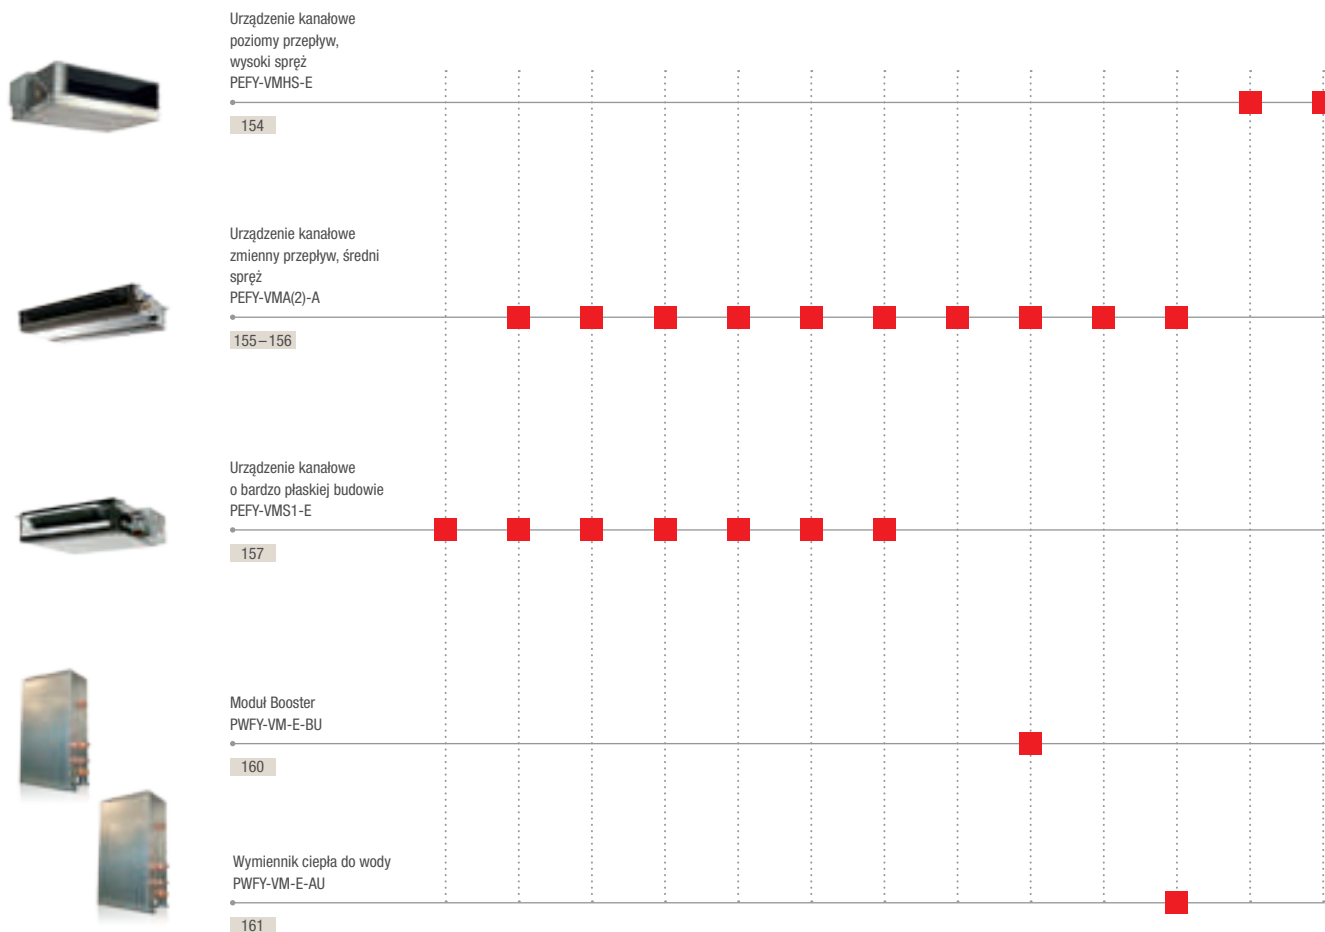 Urządzenie kanałowe
poziomy przepływ,
wysoki spręż
PEFY-VMHS-E
154
Urządzenie kanałowe
zmienny przepływ, średni
spręż
PEFY-VMA(2)-A
155–156
Urządzenie kanałowe
o bardzo płaskiej budowie
PEFY-VMS1-E
157
Moduł Booster
PWFY-VM-E-BU
160
Wymiennik ciepła do wody
PWFY-VM-E-AU
161